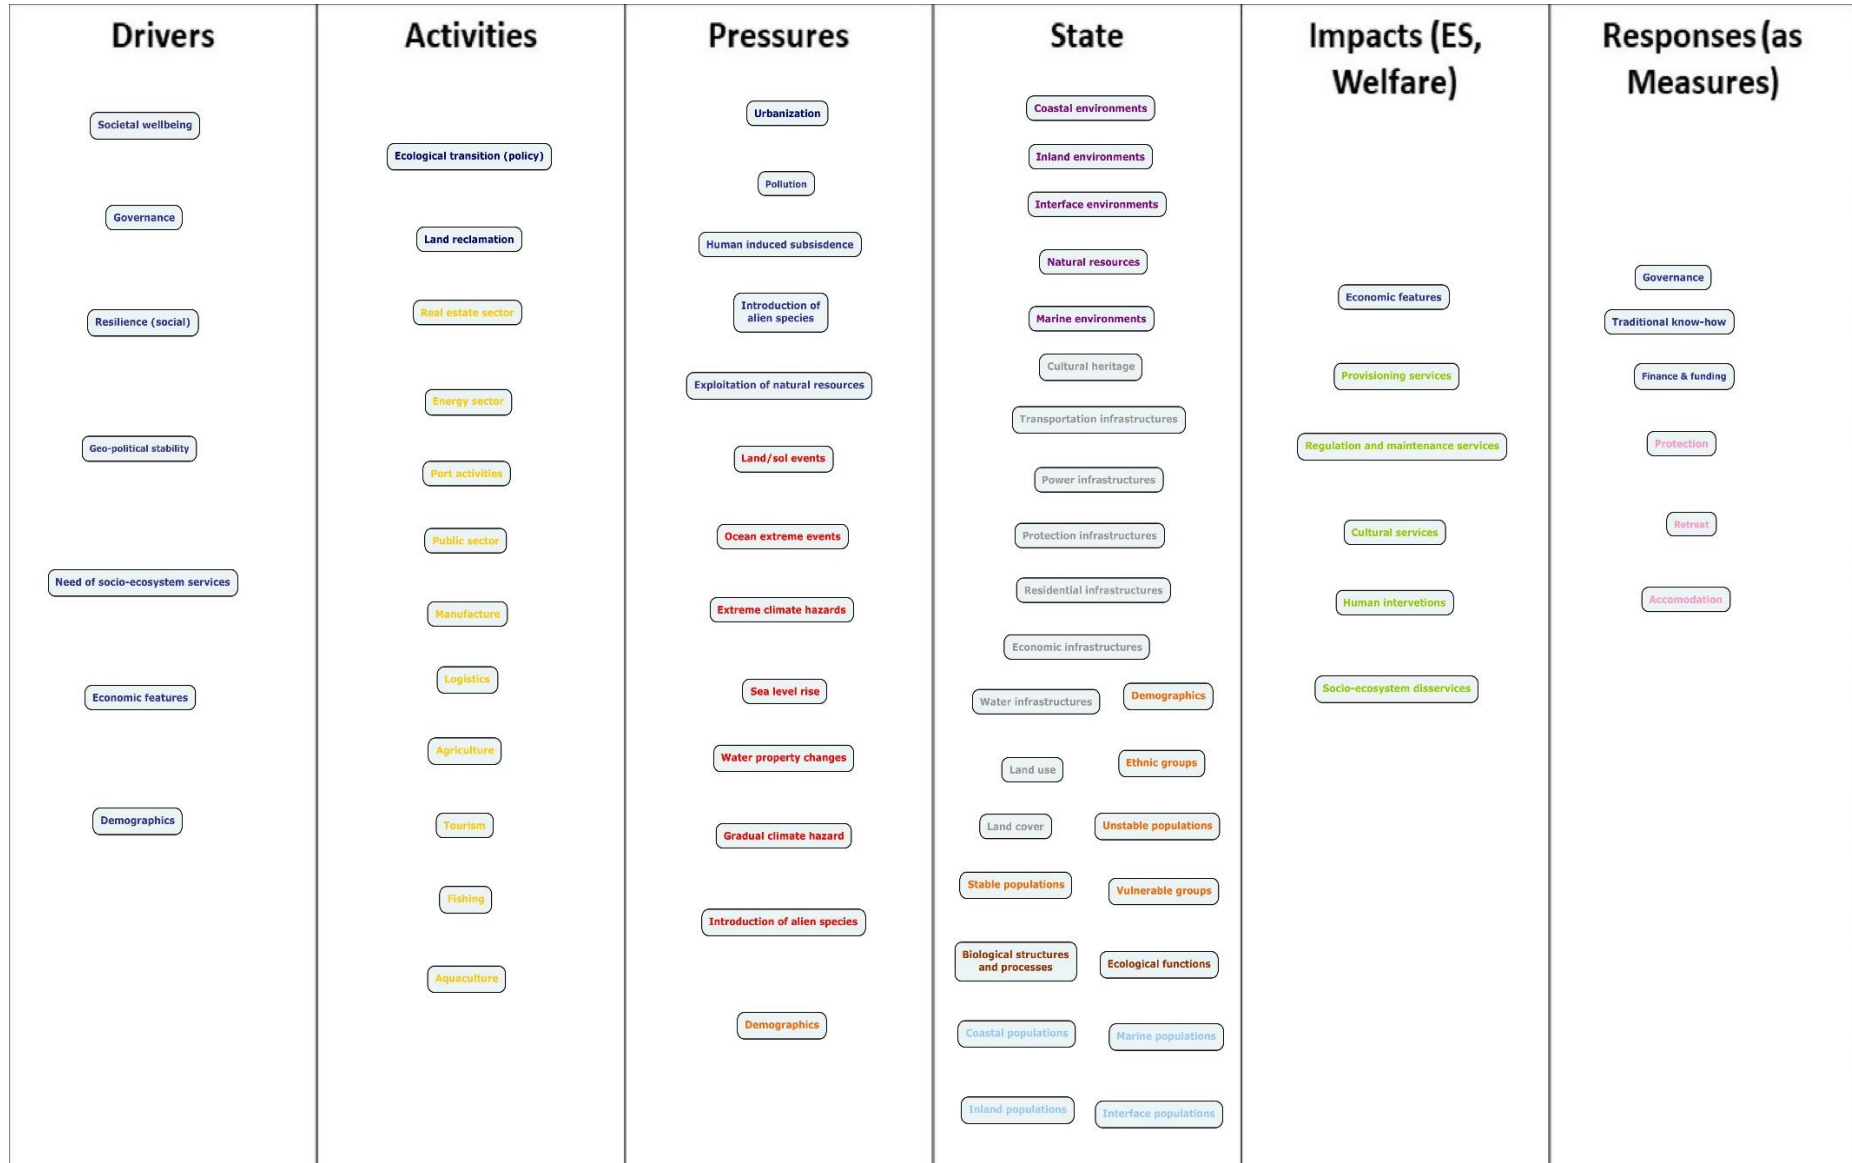 Drivers
Societal wellbeing
Governance
Resilience (social)
Geo-political stability
Need of socio-ecosystem services
Economic features
Demographics
Activities
Ecological transition (policy)
Land reclamation
Real estate sector
Energy sector
Port activities
Public sector
Manufacture
Logistics
Agriculture
Tourism
Fishing
Aquaculture
Pressures
Urbanization
Pollution
Human induced subsisdence
Introduction of
alien species
Exploitation of natural resources
Land/sol events
Ocean extreme events
Extreme climate hazards
Sea level rise
Water property changes
Gradual climate hazard
Introduction of alien species
Demographics
State
Coastal environments
Inland environments
Interface environments
Natural resources
Marine environments
Cultural heritage
Transportation infrastructures
Power infrastructures
Protection infrastructures
Residential infrastructures
Economic infrastructures
Water infrastructures
Demographics
Land use
Ethnic groups
Land cover
Unstable populations
Stable populations
Vulnerable groups
Biological structures
and processes
Ecological functions
Coastal populations
Marine populations
Inland populations
Interface populations
Impacts (ES,
Welfare)
Economic features
Provisioning services
Regulation and maintenance services
Cultural services
Human intervetions
Socio-ecosystem disservices
Responses (as
Measures)
Governance
Traditional know-how
Finance & funding
Protection
Retreat
Accomodation